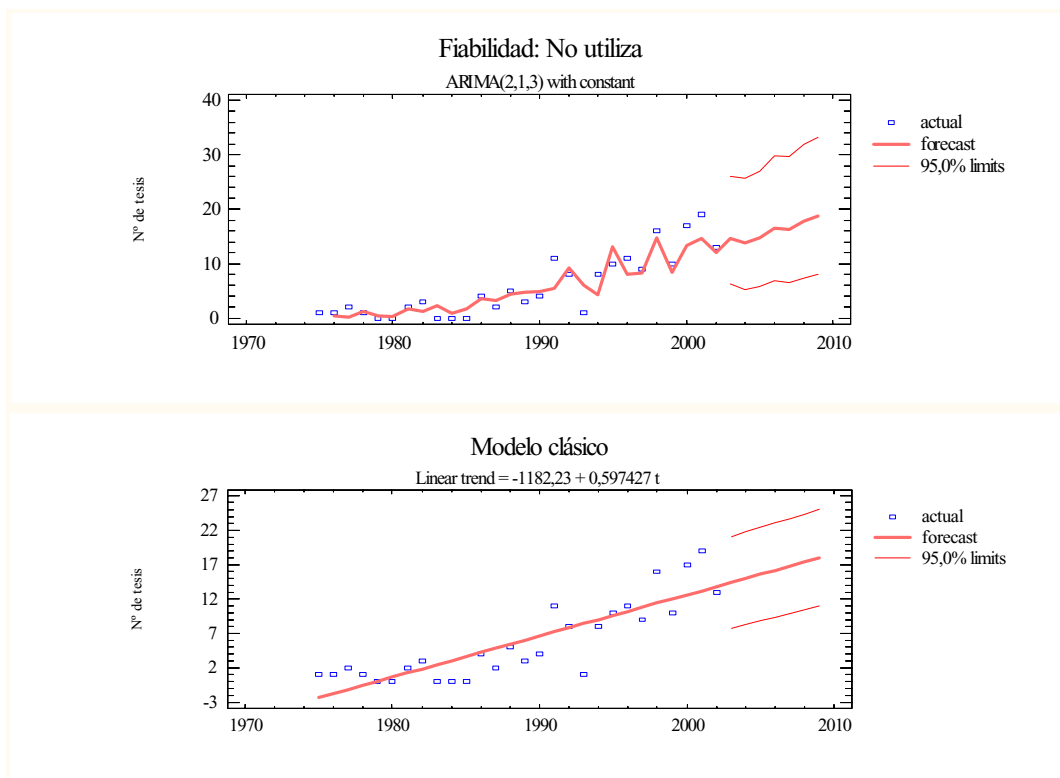 Fiabilidad: No utiliza
ARIMA(2,1,3) with constant
Nº de tesis
40
30
20
10
0
1970 1980 1990 2000 2010
actual
forecast
95,0% limits
Modelo clásico
Linear trend = -1182,23 + 0,597427 t
Nº de tesis
27
22
17
12
7
2
-3
1970 1980 1990 2000 2010
actual
forecast
95,0% limits